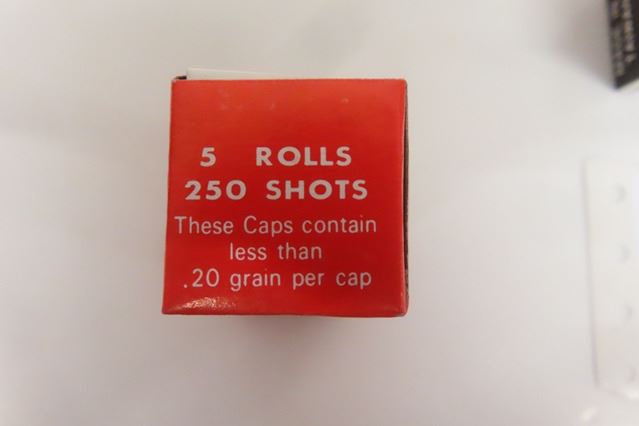 5 ROLLS
250 SHOTS
These Caps contain
less than
.20 grain per cap